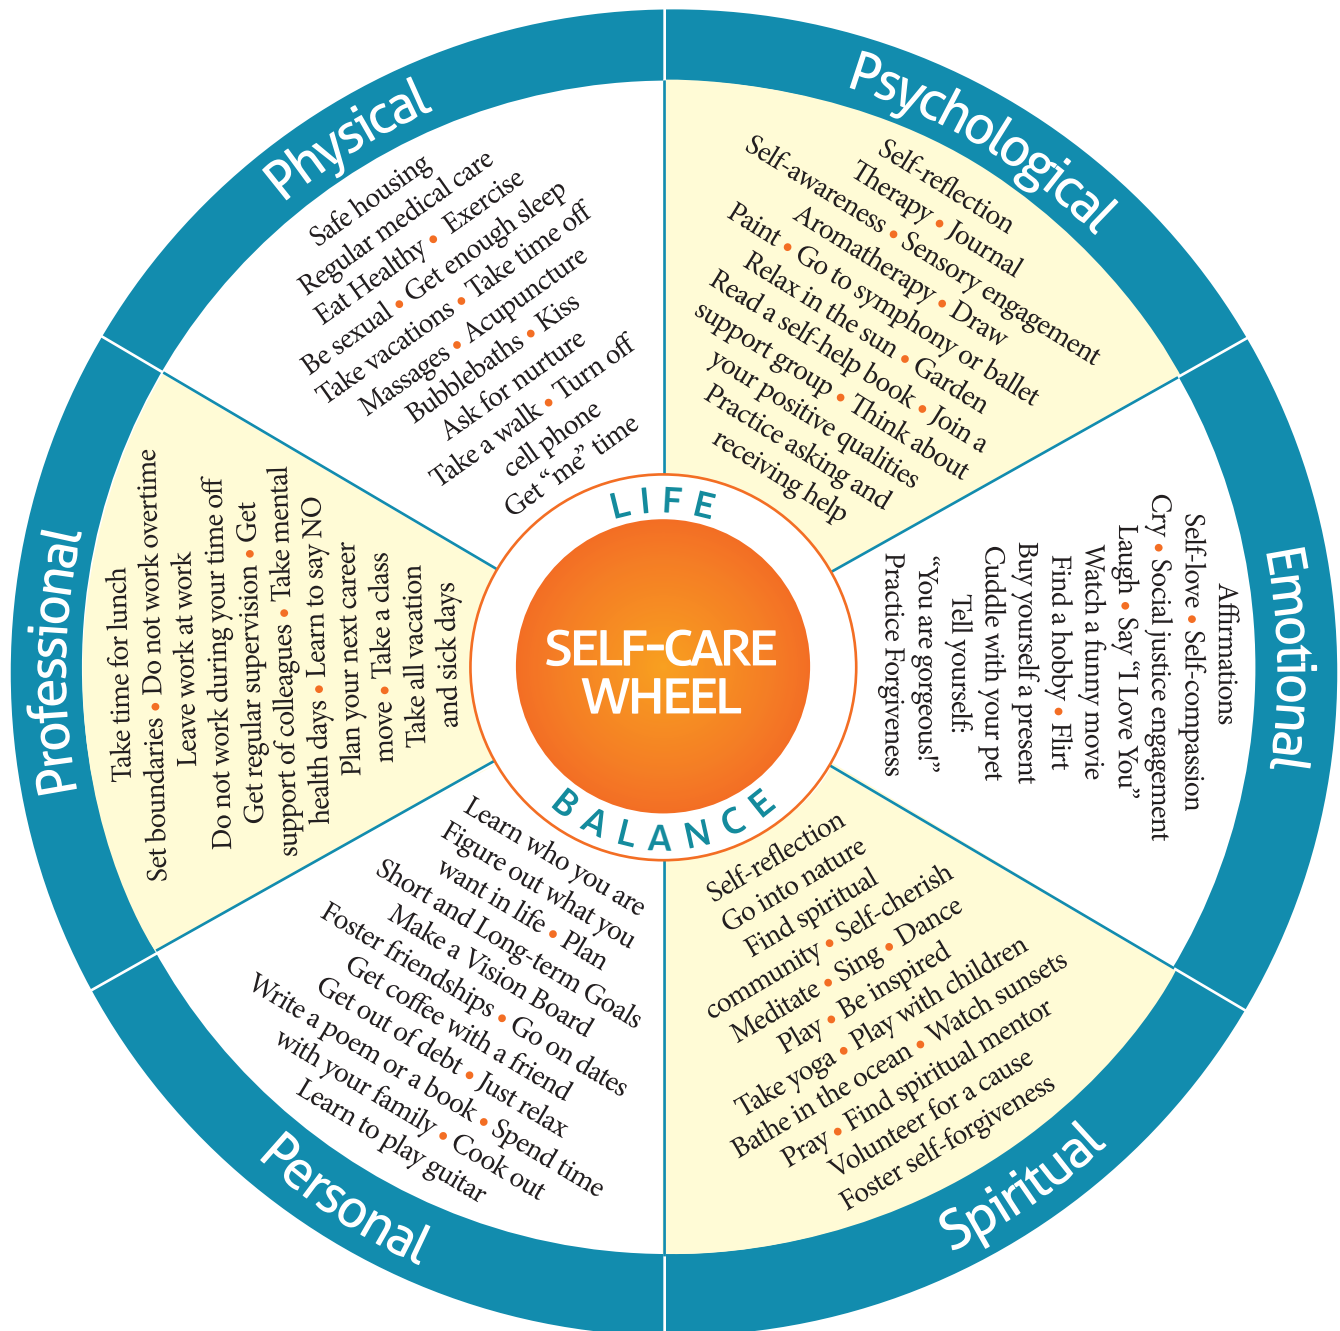 Physical
Safe housing
Regular medical care
Eat Healthy • Exercise
Be sexual • Get enough sleep
Take vacations • Take time off
Massages • Acupuncture
Bubblebaths • Kiss
Ask for nurture
Take a walk • Turn off
cell phone
Get “me” time
Psychological
Self-reflection
Therapy • Journal
Self-awareness • Sensory engagement
Aromatherapy • Draw
Paint • Go to symphony or ballet
Relax in the sun • Garden
Read a self-help book • Join a
support group • Think about
your positive qualities
Practice asking and
receiving help
Emotional
Affirmations
Self-love • Self-compassion
Cry • Social justice engagement
Laugh • Say “I Love You”
Watch a funny movie
Find a hobby • Flirt
Buy yourself a present
Cuddle with your pet
Tell yourself:
“You are gorgeous!”
Practice Forgiveness
Spiritual
Self-reflection
Go into nature
Find spiritual
community • Self-cherish
Meditate • Sing • Dance
Play • Be inspired
Take yoga • Play with children
Bathe in the ocean • Watch sunsets
Pray • Find spiritual mentor
Volunteer for a cause
Foster self-forgiveness
Personal
Learn who you are
Figure out what you
want in life • Plan
Short and Long-term Goals
Make a Vision Board
Foster friendships • Go on dates
Get coffee with a friend
Get out of debt • Just relax
Write a poem or a book • Spend time
with your family • Cook out
Learn to play guitar
Professional
Take time for lunch
Set boundaries • Do not work overtime
Leave work at work
Do not work during your time off
Get regular supervision • Get
support of colleagues • Take mental
health days • Learn to say NO
Plan your next career
move • Take a class
Take all vacation
and sick days
LIFE
SELF-CARE
WHEEL
BALANCE